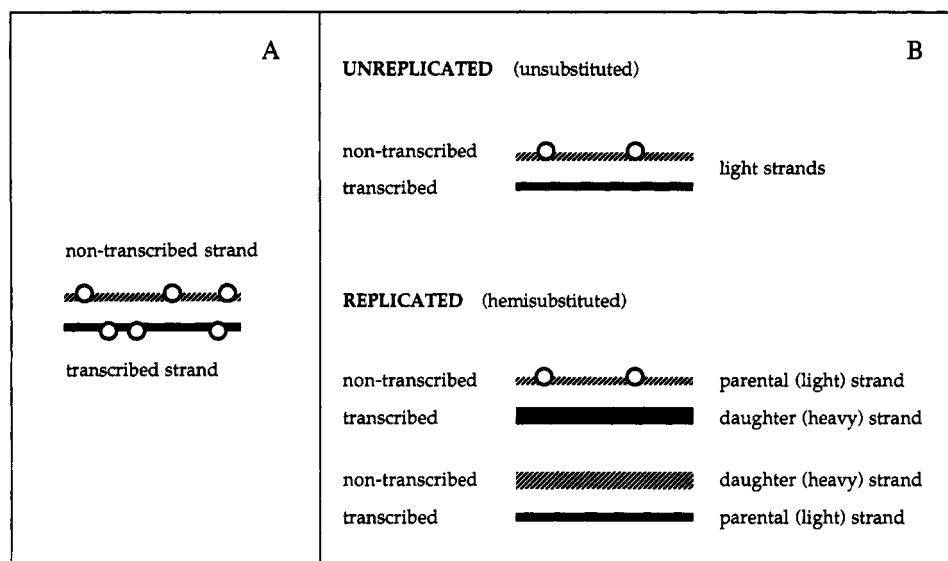 A
non-transcribed strand
transcribed strand
B
UNREPLICATED (unsubstituted)
non-transcribed
transcribed
light strands
REPLICATED (hemisubstituted)
non-transcribed parental (light) strand
transcribed daughter (heavy) strand
non-transcribed daughter (heavy) strand
transcribed parental (light) strand